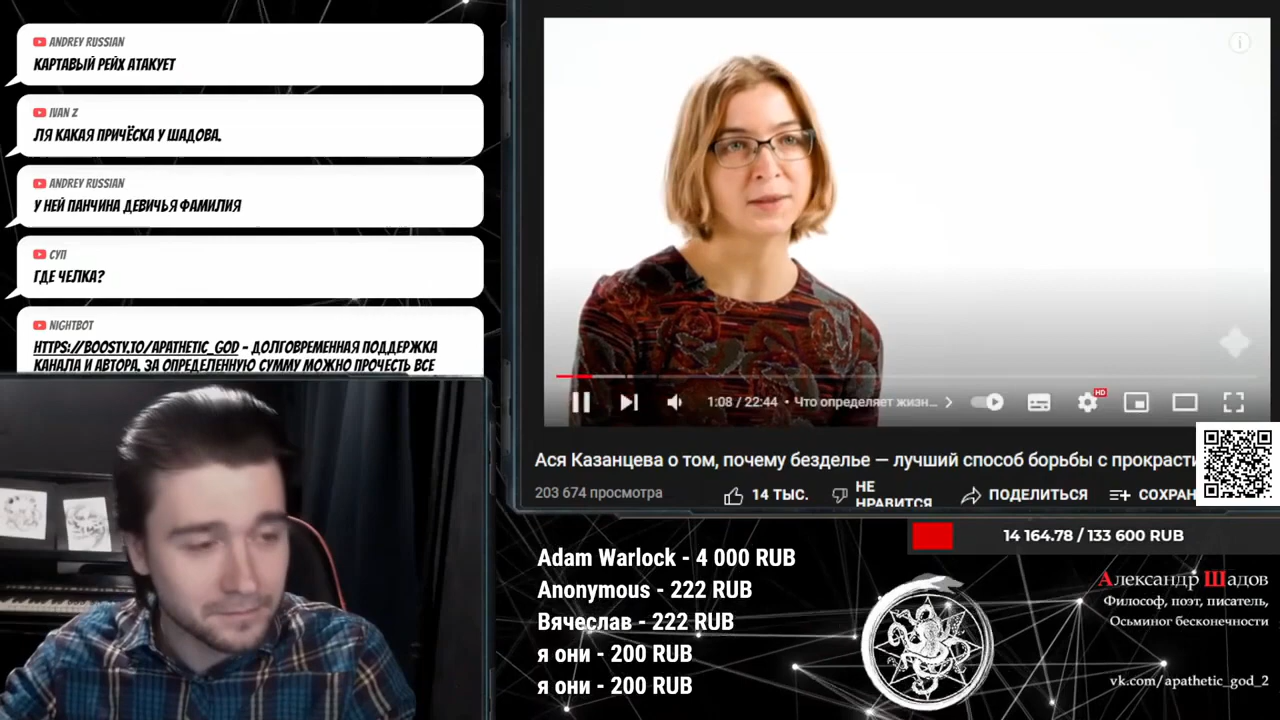 ANDREY RUSSIAN
КАРТАВЫЙ РЕЙХ АТАКУЕТ
IVAN Z
ЛЯ КАКАЯ ПРИЧЁСКА У ШАДОВА.
ANDREY RUSSIAN
У НЕЙ ПАНЧИНА ДЕВИЧЬЯ ФАМИЛИЯ
СУП
ГДЕ ЧЕЛКА?
NIGHTBOT
HTTPS://BOOSTY.TO/APATHETIC_GOD - ДОЛГОВРЕМЕННАЯ ПОДДЕРЖКА
КАНАЛА И АВТОРА. ЗА ОПРЕДЕЛЕННУЮ СУММУ МОЖНО ПРОЧЕСТЬ ВСЕ
1:08 / 22:44 • Что определяет жизн...
HD
Ася Казанцева о том, почему безделье — лучший способ борьбы с прокрасти
203 674 просмотра
14 ТЫС.
НЕ
НРАВИТСЯ
ПОДЕЛИТЬСЯ
СОХРАН
14 164.78 / 133 600 RUB
Adam Warlock - 4 000 RUB
Anonymous - 222 RUB
Вячеслав - 222 RUB
я они - 200 RUB
я они - 200 RUB
Александр Шадов
Философ, поэт, писатель,
Осьминог бесконечности
vk.com/apathetic_god_2